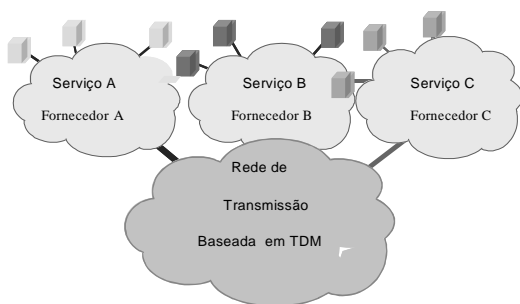 Serviço A
Fornecedor A
Serviço B
Fornecedor B
Serviço C
Fornecedor C
Rede de
Transmissão
Baseada em TDM